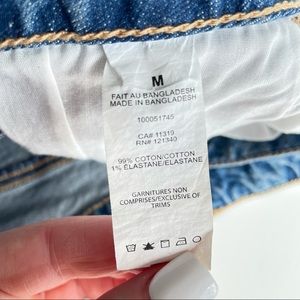 M
FAIT AU BANGLADESH
MADE IN BANGLADESH
100051745
CA# 11319
RN# 121340
99% COTON/COTTON
1% ÉLASTANE/ELASTANE
GARNITURES NON
COMPRISES/EXCLUSIVE OF
TRIMS